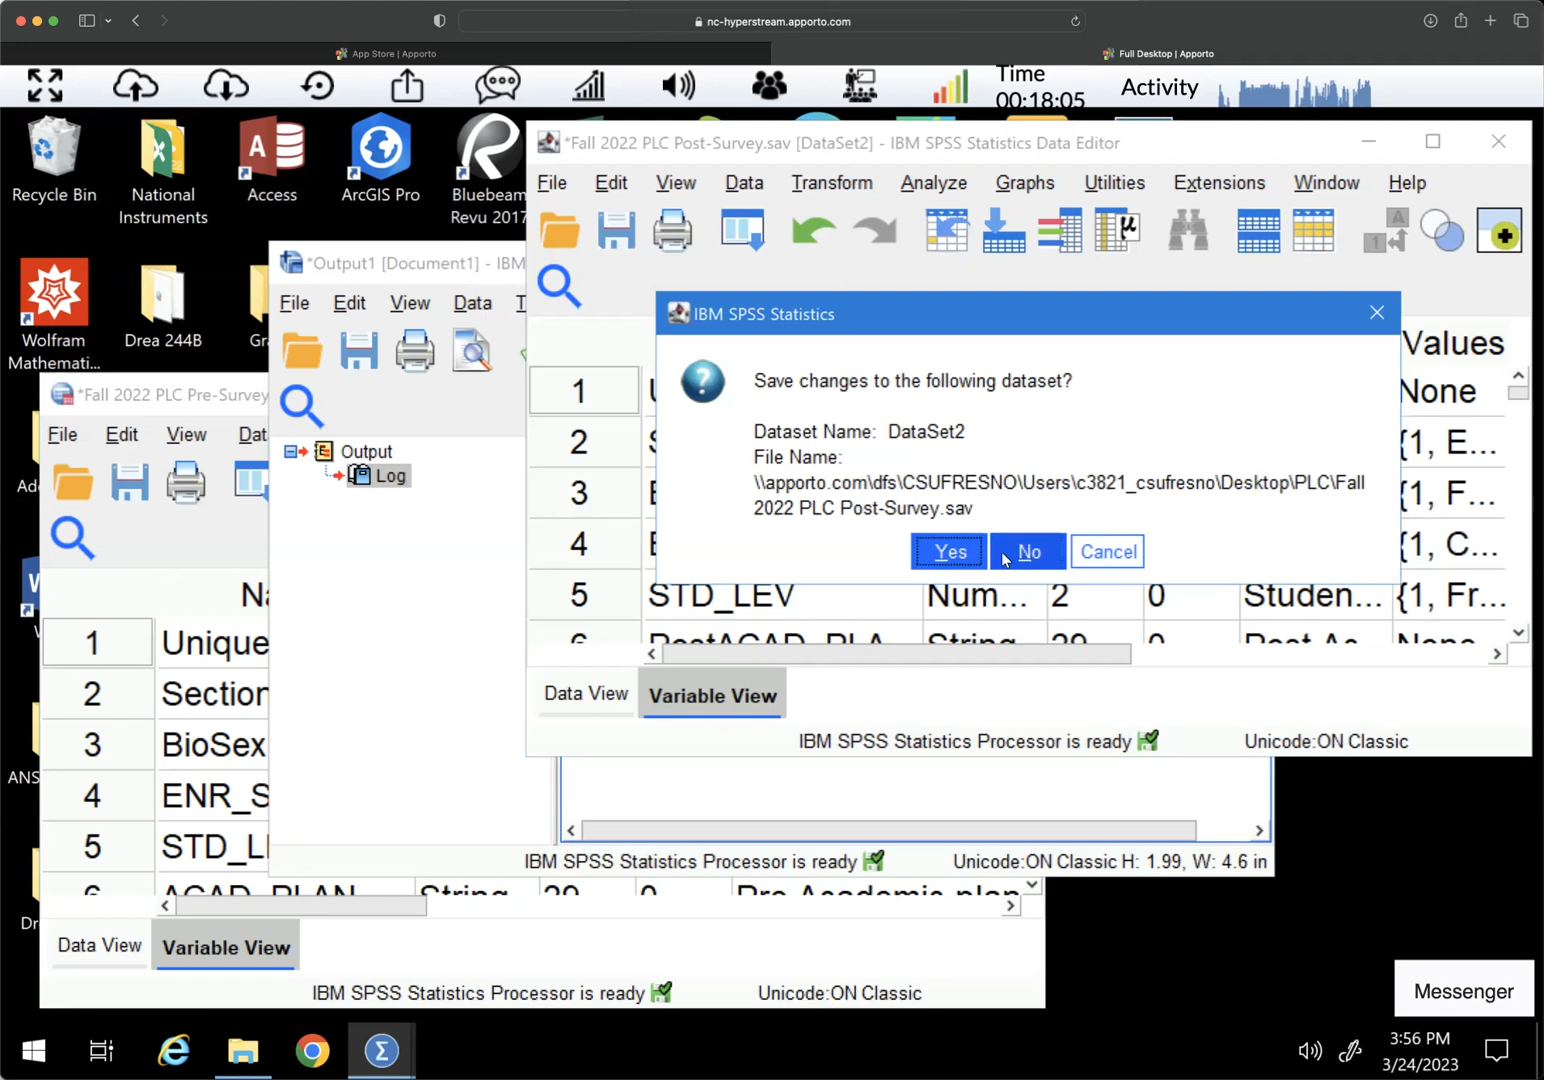 nc-hyperstream.apporto.com
App Store | Apporto
Full Desktop | Apporto
Time
00:18:05
Activity
Recycle Bin
National
Instruments
Access
ArcGIS Pro
Bluebeam
Revu 2017
Wolfram
Mathemati...
Drea 244B
*Fall 2022 PLC Post-Survey.sav [DataSet2] - IBM SPSS Statistics Data Editor
File Edit View Data Transform Analyze Graphs Utilities Extensions Window Help
*Output1 [Document1] - IBM
File Edit View Data
Output
Log
IBM SPSS Statistics
Save changes to the following dataset?
Dataset Name: DataSet2
File Name:
\\apporto.com\dfs\CSUFRESNO\Users\c3821_csufresno\Desktop\PLC\Fall
2022 PLC Post-Survey.sav
Yes No Cancel
Values
1 None
2 {1, E...
3 {1, F...
4 {1, C...
5 STD_LEV Num... 2 0 Studen... {1, Fr...
Data View Variable View
IBM SPSS Statistics Processor is ready Unicode:ON Classic
IBM SPSS Statistics Processor is ready Unicode:ON Classic H: 1.99, W: 4.6 in
*Fall 2022 PLC Pre-Survey
File Edit View Dat
1 Unique
2 Section
3 BioSex
4 ENR_S
5 STD_L
Data View Variable View
IBM SPSS Statistics Processor is ready Unicode:ON Classic
Messenger
3:56 PM
3/24/2023